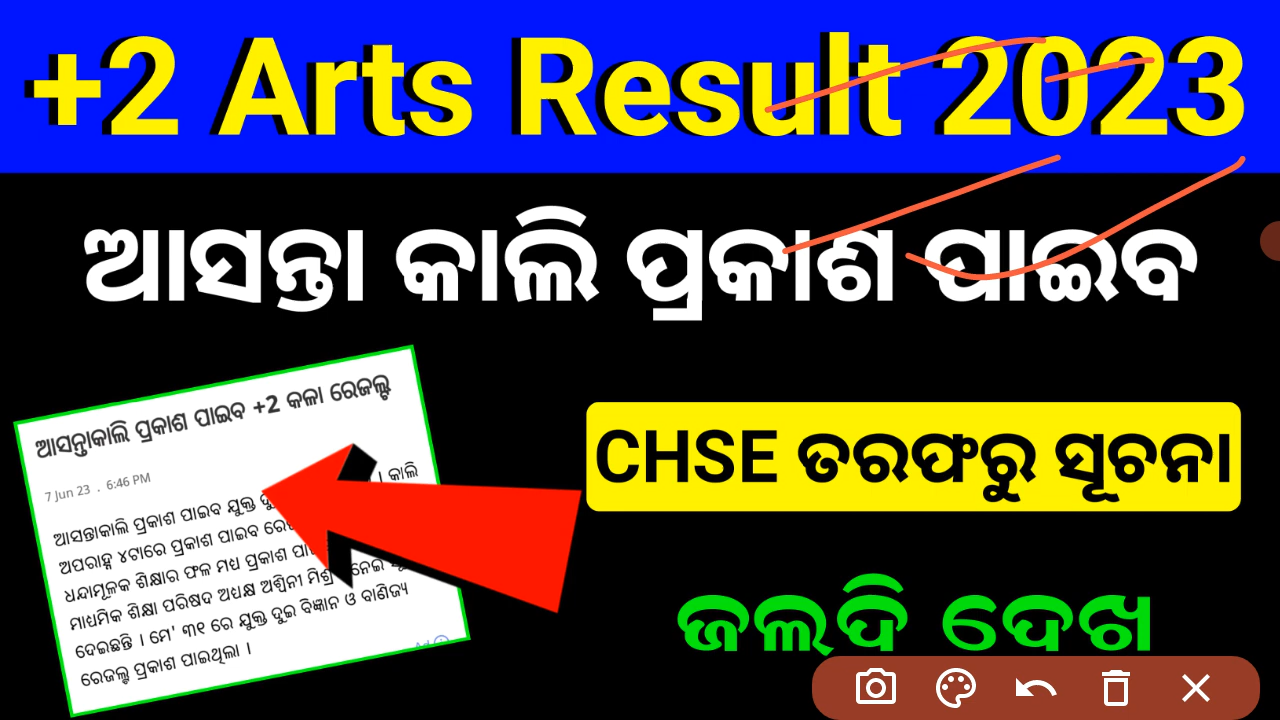 +2 Arts Result 2023
ଆସନ୍ତା କାଲି ପ୍ରକାଶ ପାଇବ
ଆସନ୍ତାକାଲି ପ୍ରକାଶ ପାଇବ +2 କଳା ରେଜଲ୍ଟ
7 Jun 23 . 6:46 PM
ଆସନ୍ତାକାଲି ପ୍ରକାଶ ପାଇବ ଯୁକ୍ତ । କାଲି
ଅପରାହ୍ନ ୪ଟାରେ ପ୍ରକାଶ ପାଇବ
ଧନ୍ଦାମୂଳକ ଶିକ୍ଷାର ଫଳ ମଧ୍ୟ ପ୍ରକାଶ
ମାଧ୍ୟମିକ ଶିକ୍ଷା ପରିଷଦ ଅଧ୍ୟକ୍ଷ ଅଶ୍ୱିନୀ ମିଶ୍ର ନେଇ
ଦେଇଛନ୍ତି । ମେ' ୩୧ ରେ ଯୁକ୍ତ ଦୁଇ ବିଜ୍ଞାନ ଓ ବାଣିଜ୍ୟ
ରେଜଲ୍ଟ ପ୍ରକାଶ ପାଇଥିଲା ।
CHSE ତରଫରୁ ସୂଚନା
ଜଲଦି ଦେଖ